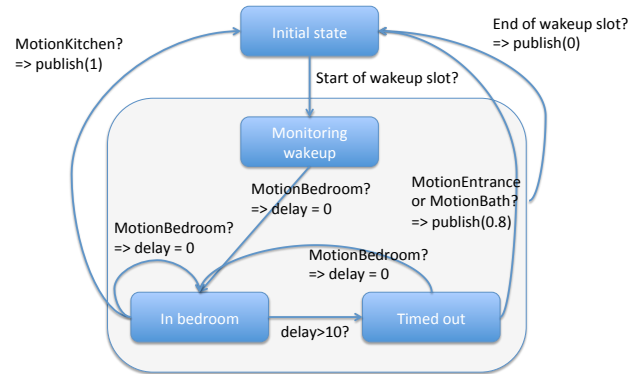 MotionKitchen?
=> publish(1)
Initial state
End of wakeup slot?
=> publish(0)
Start of wakeup slot?
Monitoring
wakeup
MotionBedroom?
=> delay = 0
MotionEntrance
or MotionBath?
=> publish(0.8)
MotionBedroom?
=> delay = 0
MotionBedroom?
=> delay = 0
In bedroom
delay>10?
Timed out